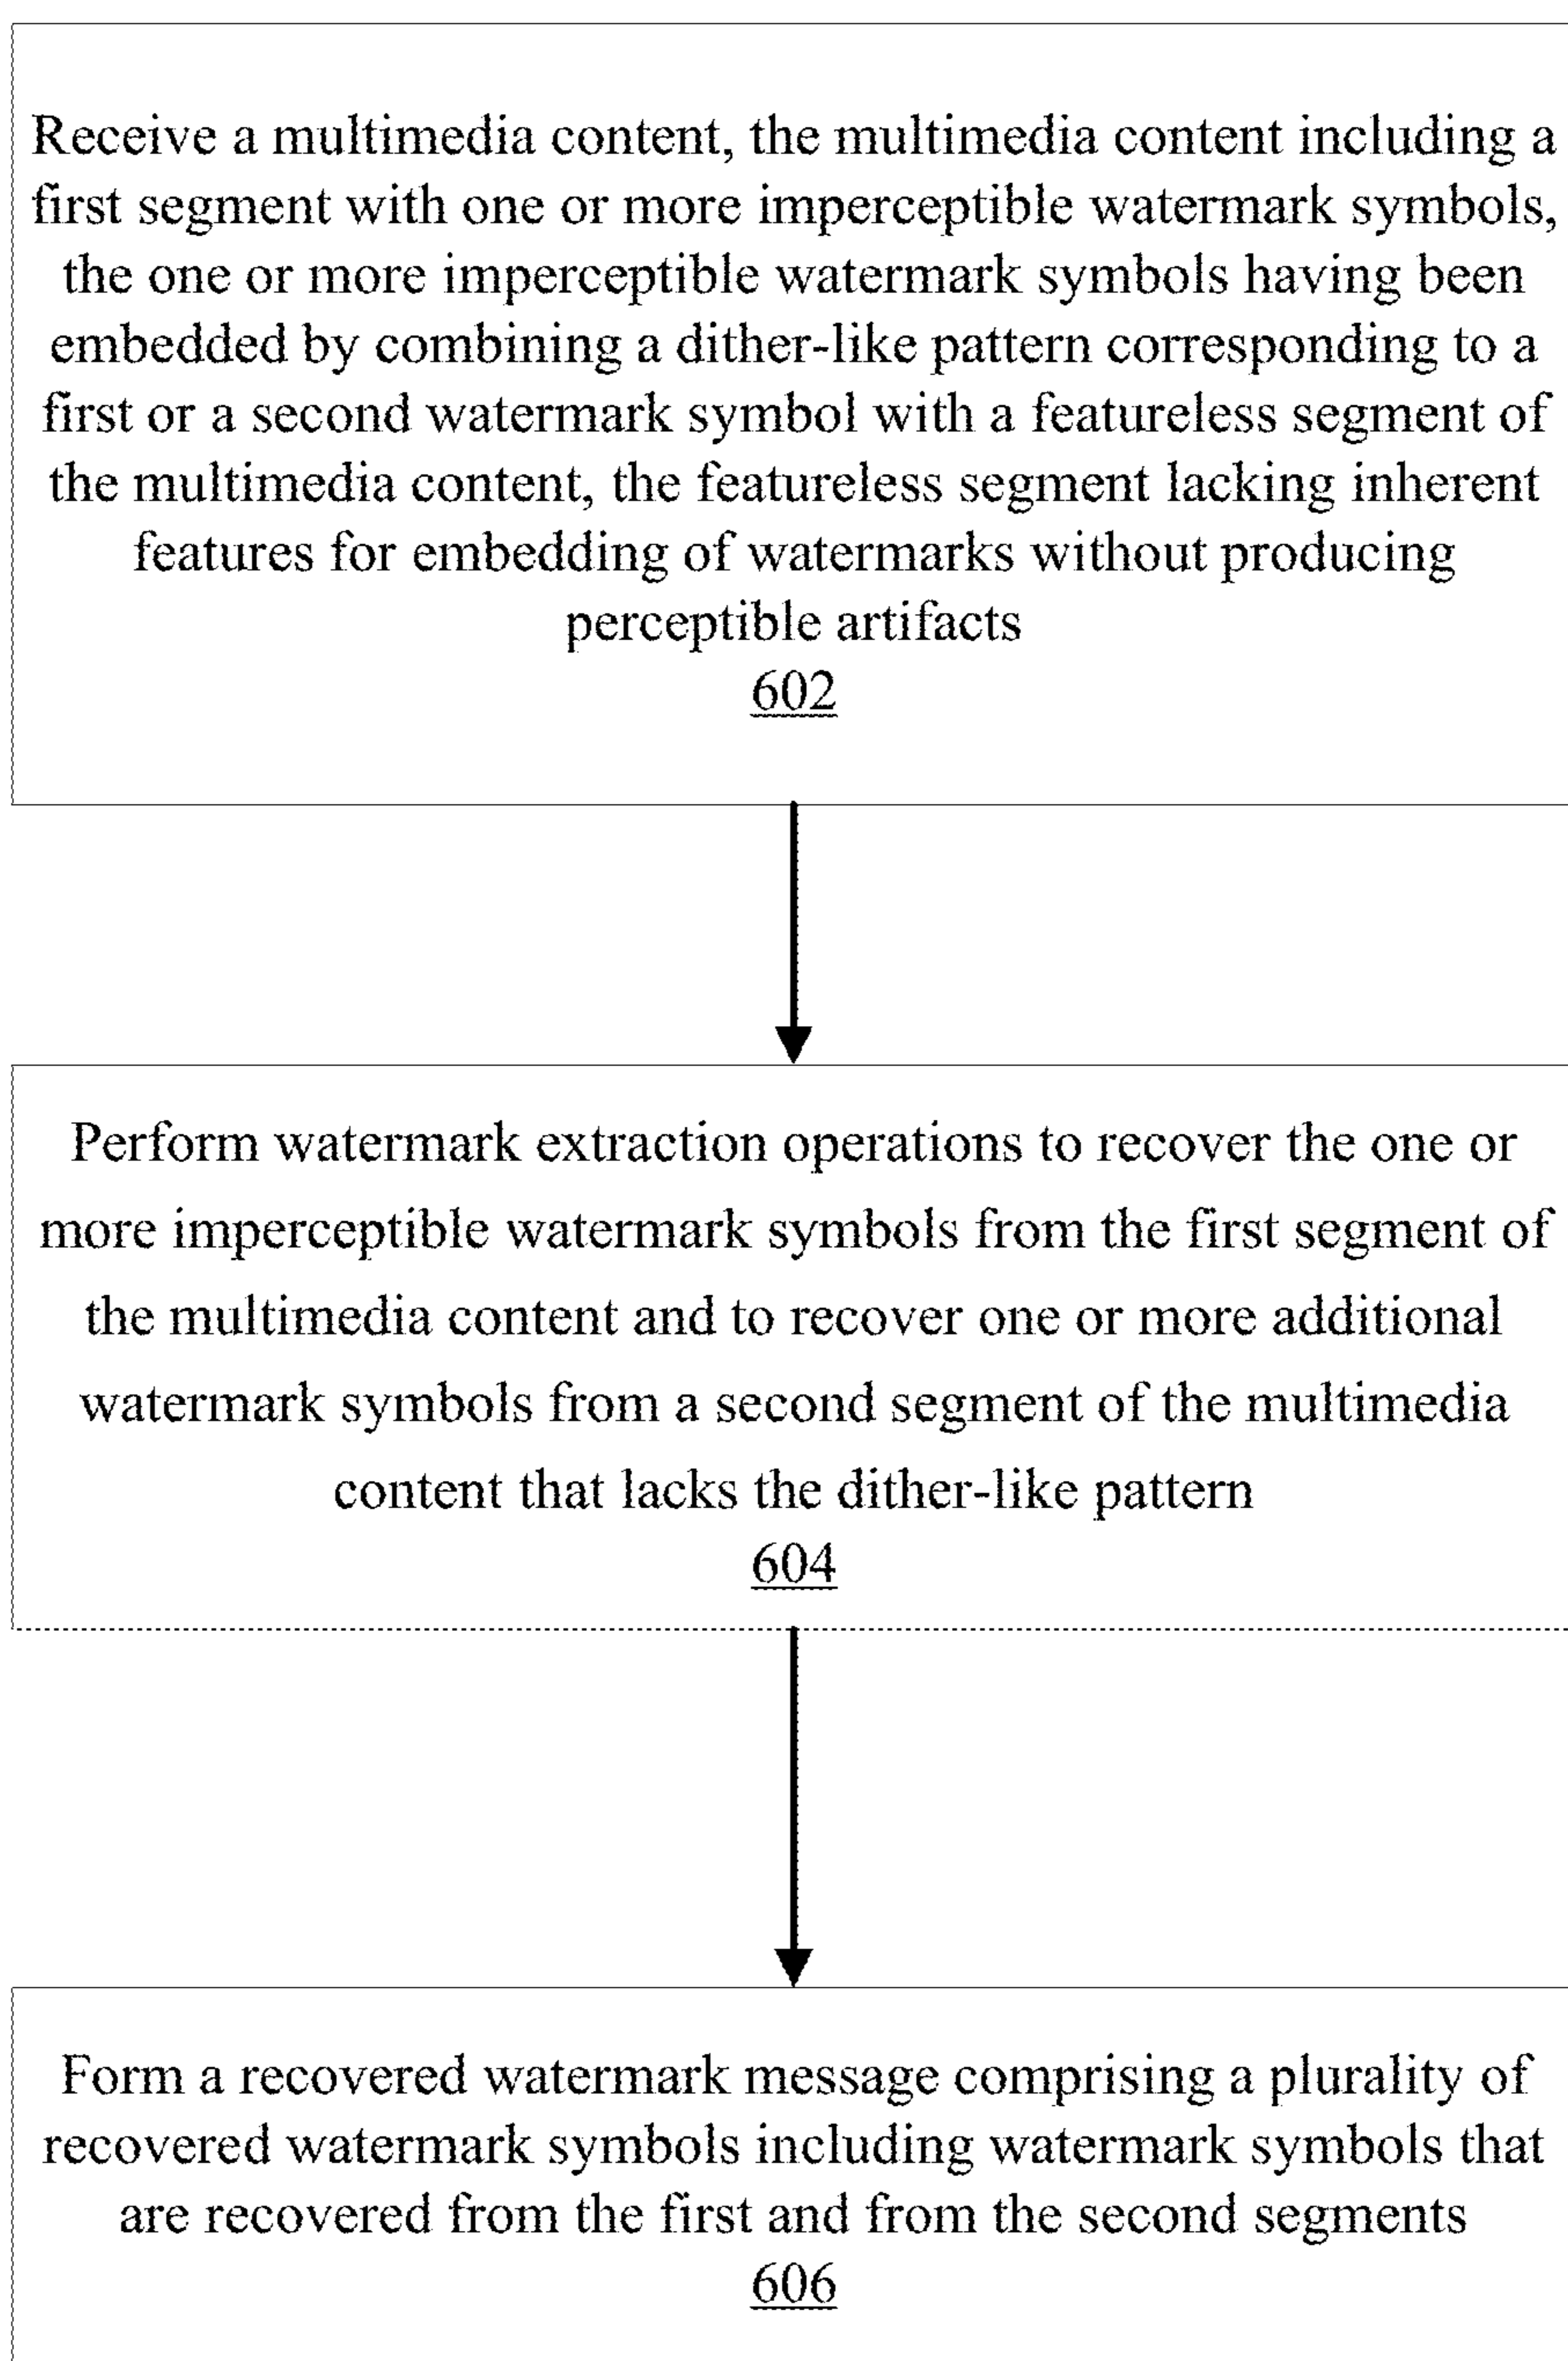 Receive a multimedia content, the multimedia content including a
first segment with one or more imperceptible watermark symbols,
the one or more imperceptible watermark symbols having been
embedded by combining a dither-like pattern corresponding to a
first or a second watermark symbol with a featureless segment of
the multimedia content, the featureless segment lacking inherent
features for embedding of watermarks without producing
perceptible artifacts
602
Perform watermark extraction operations to recover the one or
more imperceptible watermark symbols from the first segment of
the multimedia content and to recover one or more additional
watermark symbols from a second segment of the multimedia
content that lacks the dither-like pattern
604
Form a recovered watermark message comprising a plurality of
recovered watermark symbols including watermark symbols that
are recovered from the first and from the second segments
606